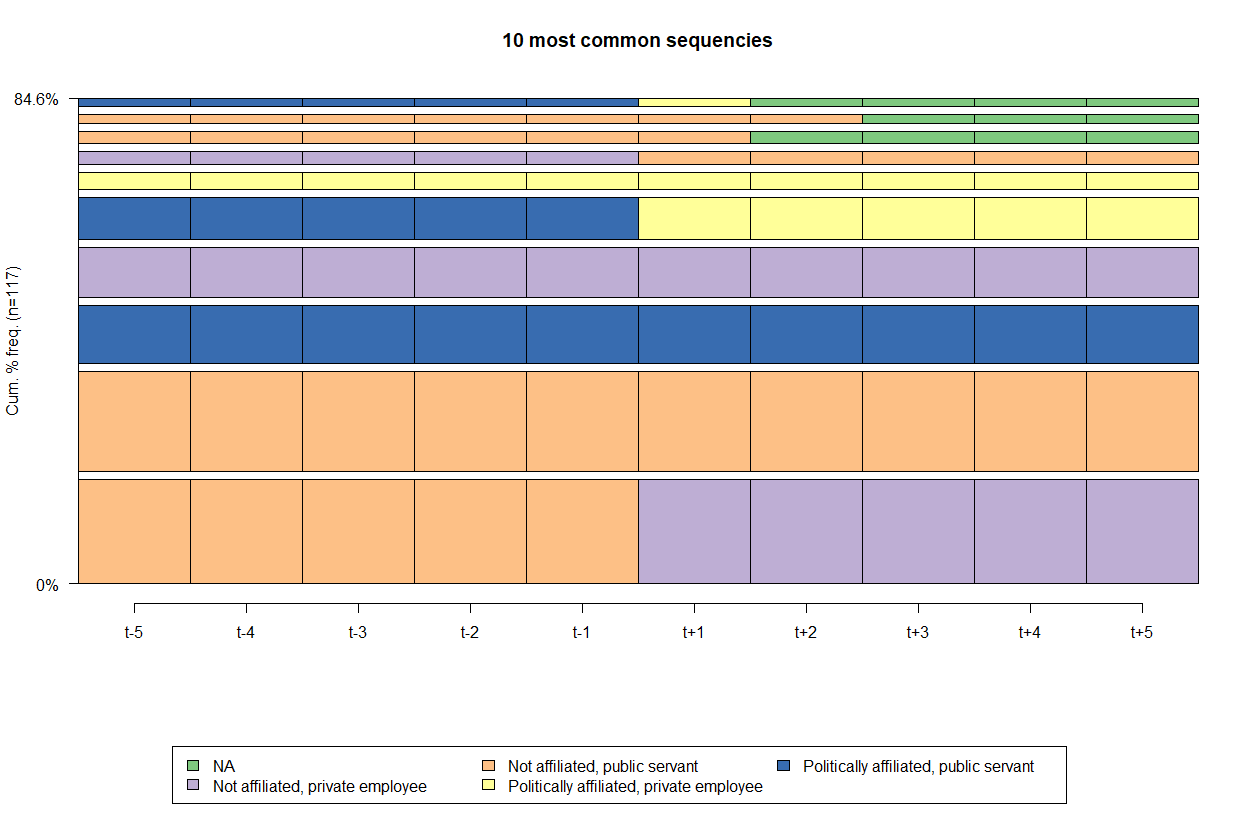 10 most common sequencies
84.6%
Cum. % freq. (n=117)
0%
t-5 t-4 t-3 t-2 t-1 t+1 t+2 t+3 t+4 t+5
NA Not affiliated, public servant Politically affiliated, public servant
Not affiliated, private employee Politically affiliated, private employee